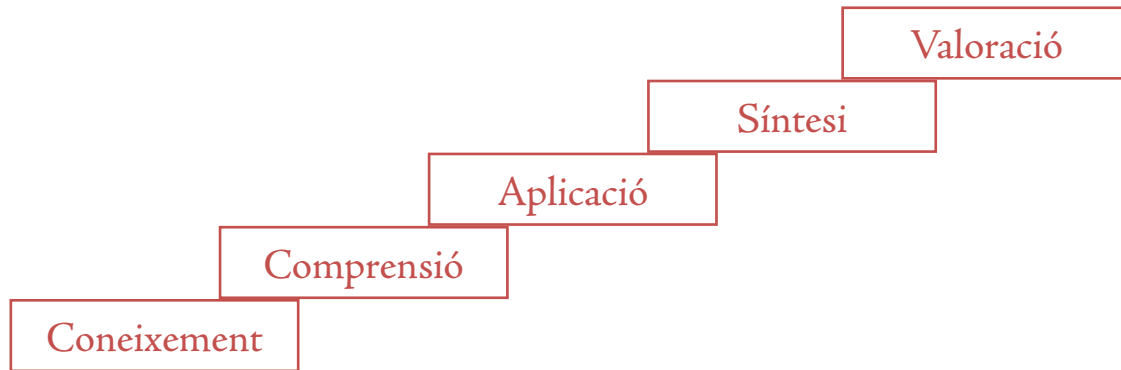 Valoració
Síntesi
Aplicació
Comprensió
Coneixement